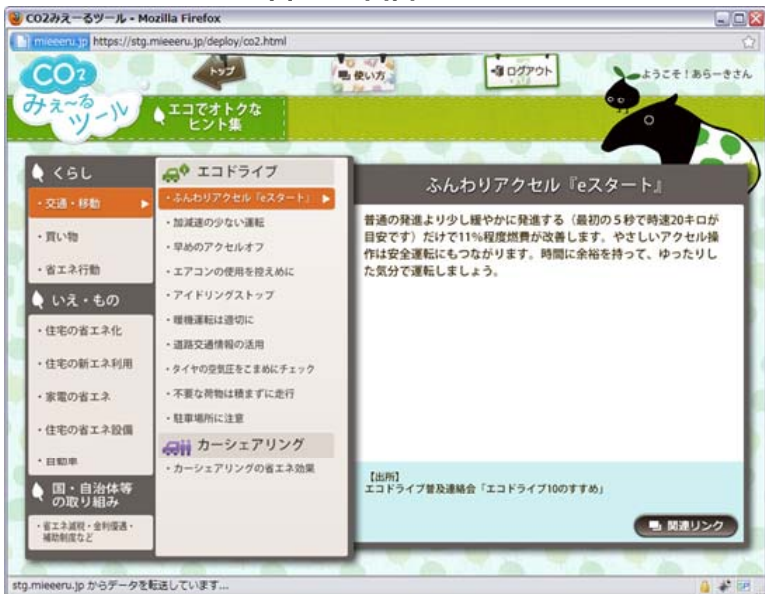 CO2みえーるツール - Mozilla Firefox
mieeeru.jp https://stg.mieeeru.jp/deploy/co2.html
CO2
みえ~る
ツール
トップ
使い方
ログアウト
ようこそ！あらーきさん
エコでオトクな
ヒント集
くらし
・交通・移動
・買い物
・省エネ行動
いえ・もの
・住宅の省エネ化
・住宅の新エネ利用
・家電の省エネ
・住宅の省エネ設備
・自動車
国・自治体等
の取り組み
・省エネ減税・金利優遇・
補助制度など
エコドライブ
・ふんわりアクセル『eスタート』
・加減速の少ない運転
・早めのアクセルオフ
・エアコンの使用を控えめに
・アイドリングストップ
・暖機運転は適切に
・道路交通情報の活用
・タイヤの空気圧をこまめにチェック
・不要な荷物は積まずに走行
・駐車場所に注意
カーシェアリング
・カーシェアリングの省エネ効果
ふんわりアクセル『eスタート』
普通の発進より少し緩やかに発進する（最初の５秒で時速20キロが
目安です）だけで11%程度燃費が改善します。やさしいアクセル操
作は安全運転にもつながります。時間に余裕を持って、ゆったりし
た気分で運転しましょう。
【出所】
エコドライブ普及連絡会「エコドライブ10のすすめ」
関連リンク
stg.mieeeru.jp からデータを転送しています...